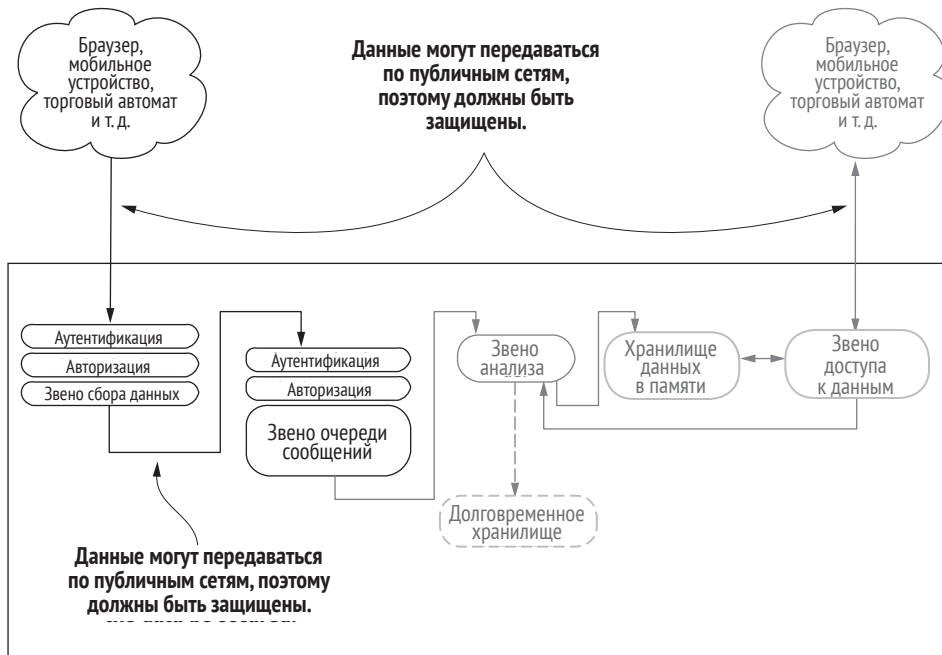 Браузер,
мобильное
устройство,
торговый автомат
и т. д.
Данные могут передаваться
по публичным сетям,
поэтому должны быть
защищены.
Браузер,
мобильное
устройство,
торговый автомат
и т. д.
Аутентификация
Авторизация
Звено сбора данных
Аутентификация
Авторизация
Звено очереди
сообщений
Звено
анализа
Хранилище
данных
в памяти
Звено
доступа
к данным
Долговременное
хранилище
Данные могут передаваться
по публичным сетям, поэтому
должны быть защищены.